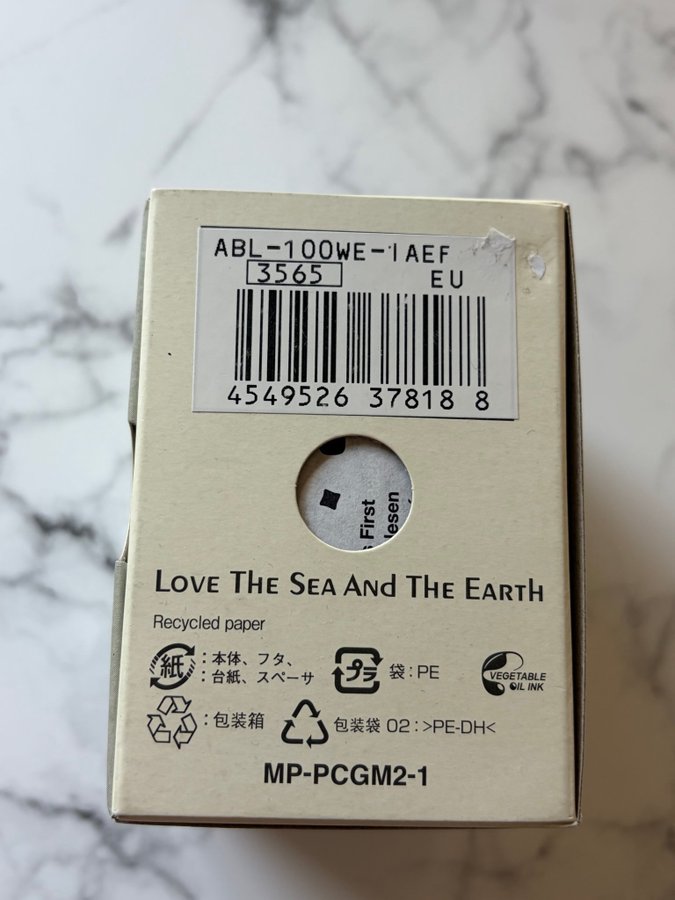 ABL-100WE-1AEF
3565 EU
4549526 37818 8
s First
lesen
LOVE THE SEA ANd THE EARTH
Recycled paper
紙 :本体、フタ、
:台紙、スペーサ
プラ 袋:PE
VEGETABLE
OIL INK
:包装箱
包装袋 02:>PE-DH<
MP-PCGM2-1